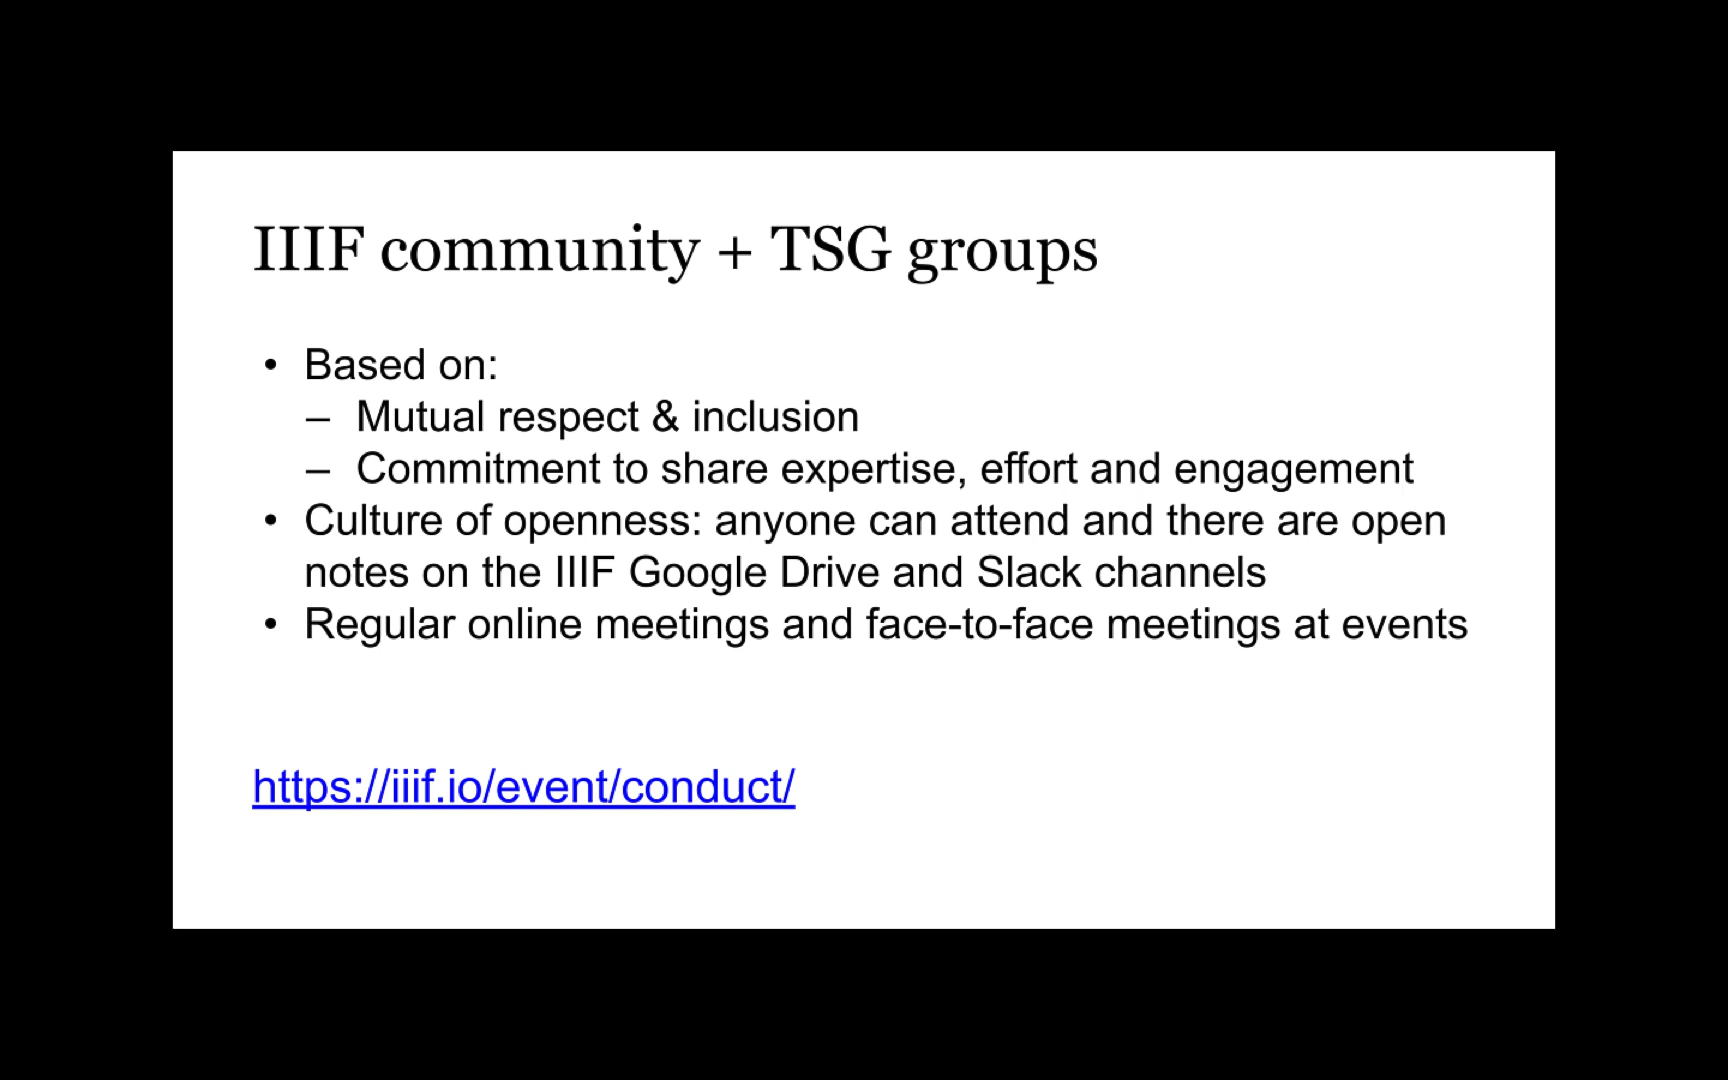 IIIF community + TSG groups
• Based on:
– Mutual respect & inclusion
– Commitment to share expertise, effort and engagement
• Culture of openness: anyone can attend and there are open
notes on the IIIF Google Drive and Slack channels
• Regular online meetings and face-to-face meetings at events
https://iiif.io/event/conduct/